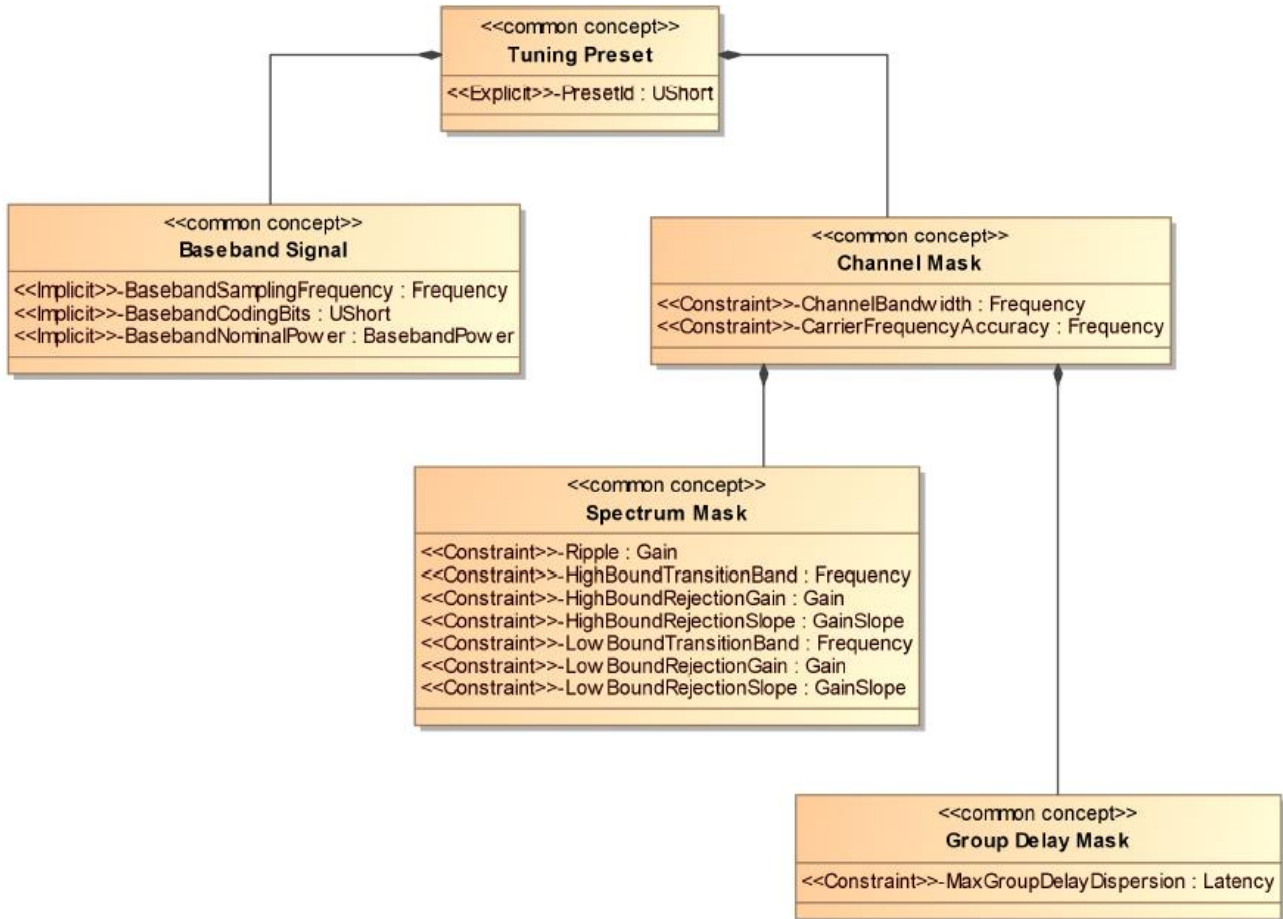 <<common concept>>
Tuning Preset
<<Explicit>>-PresetId : UShort
<<common concept>>
Baseband Signal
<<Implicit>>-BasebandSamplingFrequency : Frequency
<<Implicit>>-BasebandCodingBits : UShort
<<Implicit>>-BasebandNominalPower : BasebandPower
<<common concept>>
Channel Mask
<<Constraint>>-ChannelBandwidth : Frequency
<<Constraint>>-CarrierFrequencyAccuracy : Frequency
<<common concept>>
Spectrum Mask
<<Constraint>>-Ripple : Gain
<<Constraint>>-HighBoundTransitionBand : Frequency
<<Constraint>>-HighBoundRejectionGain : Gain
<<Constraint>>-HighBoundRejectionSlope : GainSlope
<<Constraint>>-LowBoundTransitionBand : Frequency
<<Constraint>>-LowBoundRejectionGain : Gain
<<Constraint>>-LowBoundRejectionSlope : GainSlope
<<common concept>>
Group Delay Mask
<<Constraint>>-MaxGroupDelayDispersion : Latency